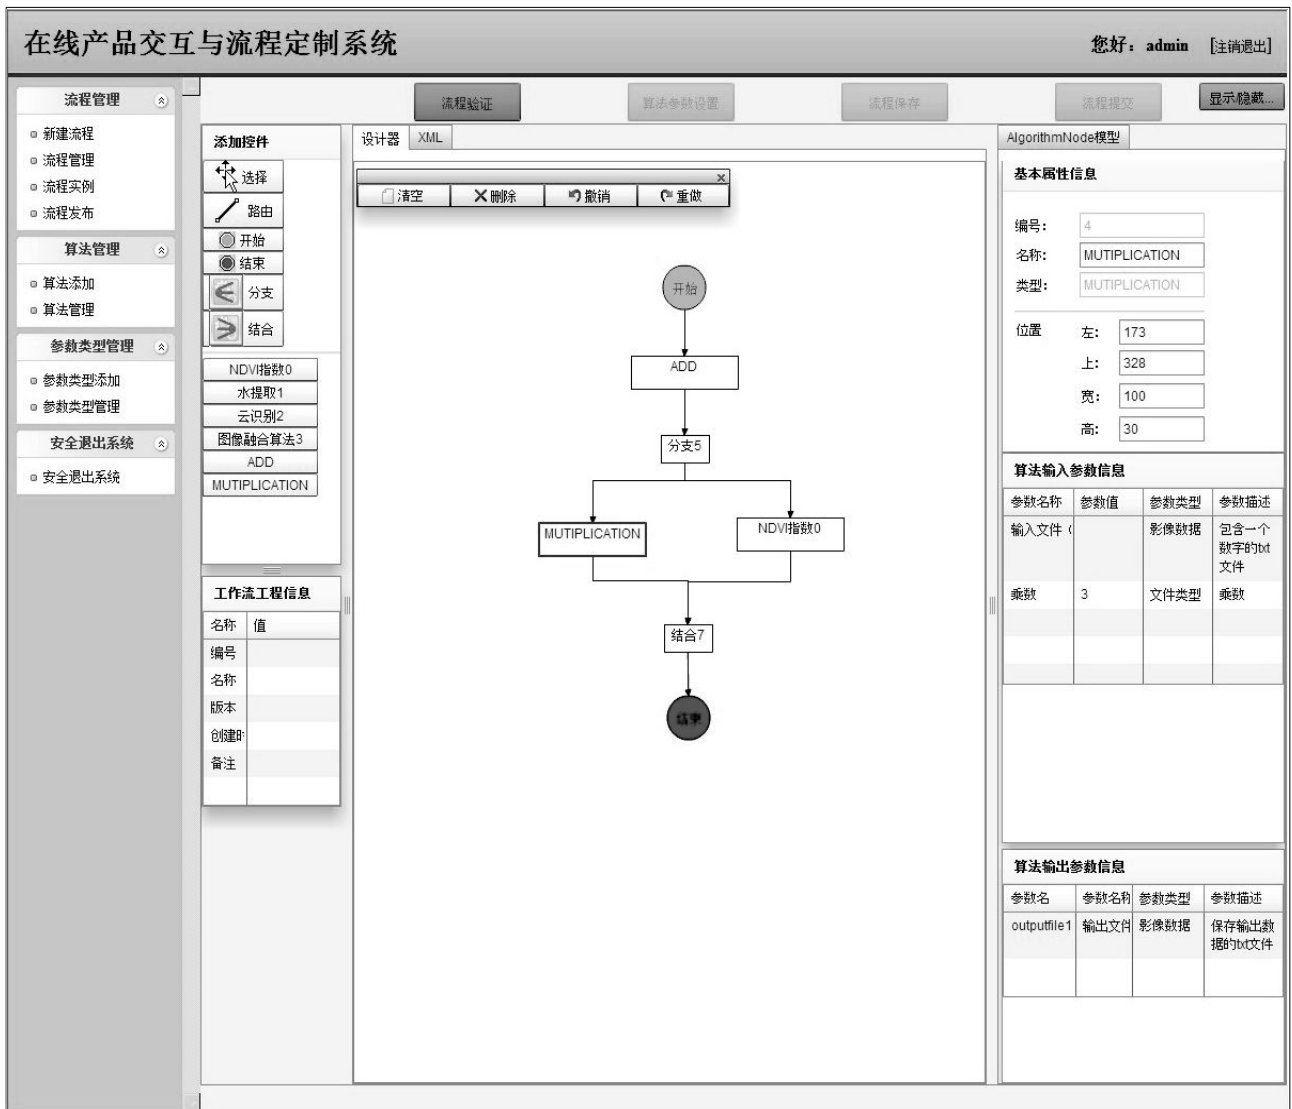 在线产品交互与流程定制系统
您好：admin [注销退出]
流程管理
新建流程
流程管理
流程实例
流程发布
算法管理
算法添加
算法管理
参数类型管理
参数类型添加
参数类型管理
安全退出系统
安全退出系统
流程验证 算法参数设置 流程保存 流程提交 显示/隐藏...
添加控件
选择
路由
开始
结束
分支
结合
NDVI指数0
水提取1
云识别2
图像融合算法3
ADD
MUTIPLICATION
工作流工程信息
名称 值
编号
名称
版本
创建时
备注
设计器 XML
清空 删除 撤销 重做
开始
ADD
分支5
MUTIPLICATION NDVI指数0
结合7
结束
AlgorithmNode模型
基本属性信息
编号： 4
名称： MUTIPLICATION
类型： MUTIPLICATION
位置 左： 173
上： 328
宽： 100
高： 30
算法输入参数信息
参数名称 参数值 参数类型 参数描述
输入文件（ 影像数据 包含一个
数字的txt
文件
乘数 3 文件类型 乘数
算法输出参数信息
参数名 参数名称 参数类型 参数描述
outputfile1 输出文件 影像数据 保存输出数
据的txt文件